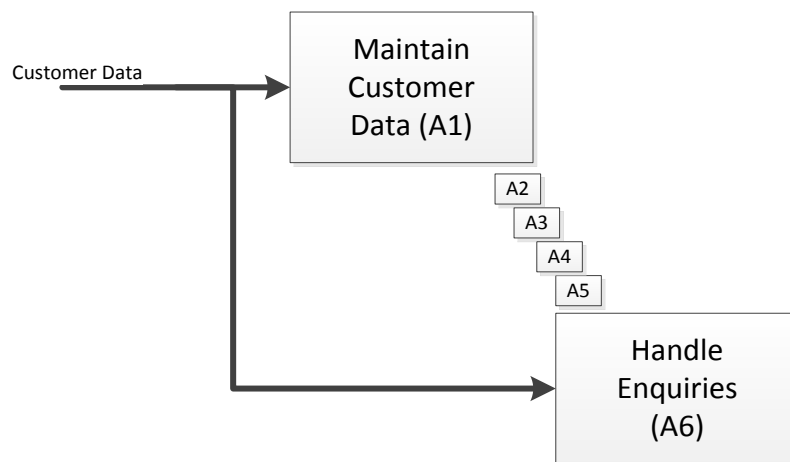 Maintain
Customer
Data (A1)
Customer Data
A2
A3
A4
A5
Handle
Enquiries
(A6)